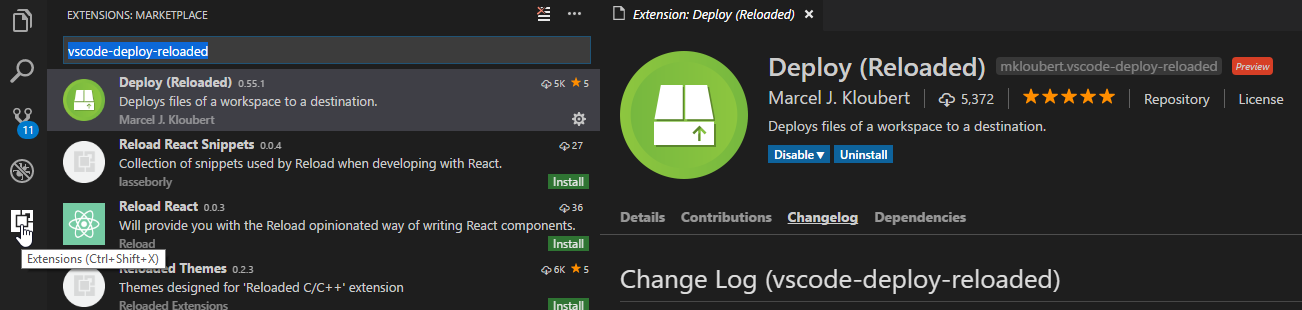 EXTENSIONS: MARKETPLACE
vscode-deploy-reloaded
Deploy (Reloaded) 0.55.1 5K 5
Deploys files of a workspace to a destination.
Marcel J. Kloubert
Reload React Snippets 0.0.4 27
Collection of snippets used by Reload when developing with React.
lasseborly Install
Reload React 0.0.3 36
Will provide you with the Reload opinionated way of writing React components.
Reload Install
Reloaded Themes 0.2.3 6K 5
Themes designed for 'Reloaded C/C++' extension
Reloaded Extensions Install
11
Extensions (Ctrl+Shift+X)
Extension: Deploy (Reloaded)
Deploy (Reloaded) mkloubert.vscode-deploy-reloaded Preview
Marcel J. Kloubert 5,372 Repository License
Deploys files of a workspace to a destination.
Disable Uninstall
Details Contributions Changelog Dependencies
Change Log (vscode-deploy-reloaded)